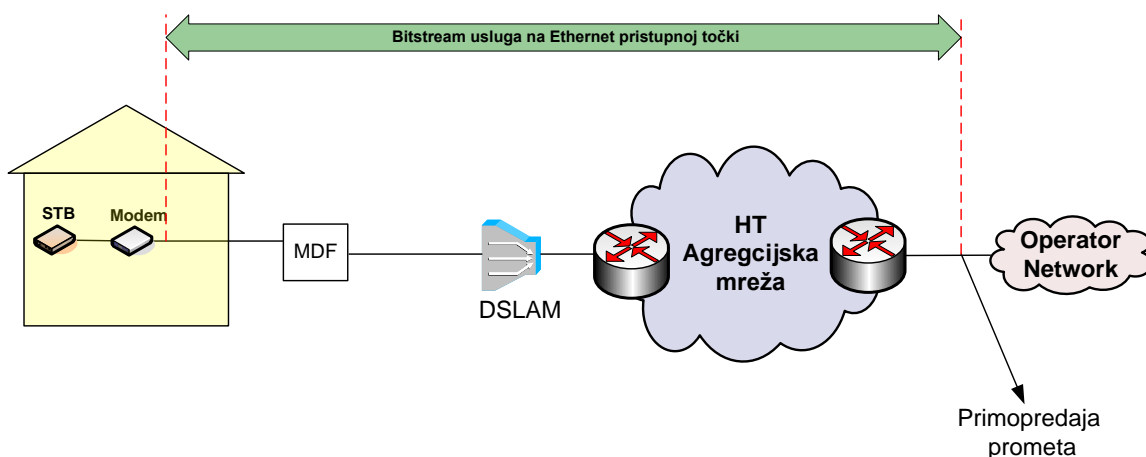 Bitstream usluga na Ethernet pristupnoj točki
STB
Modem
MDF
DSLAM
HT
Agregcijska
mreža
Operator
Network
Primopredaja
prometa